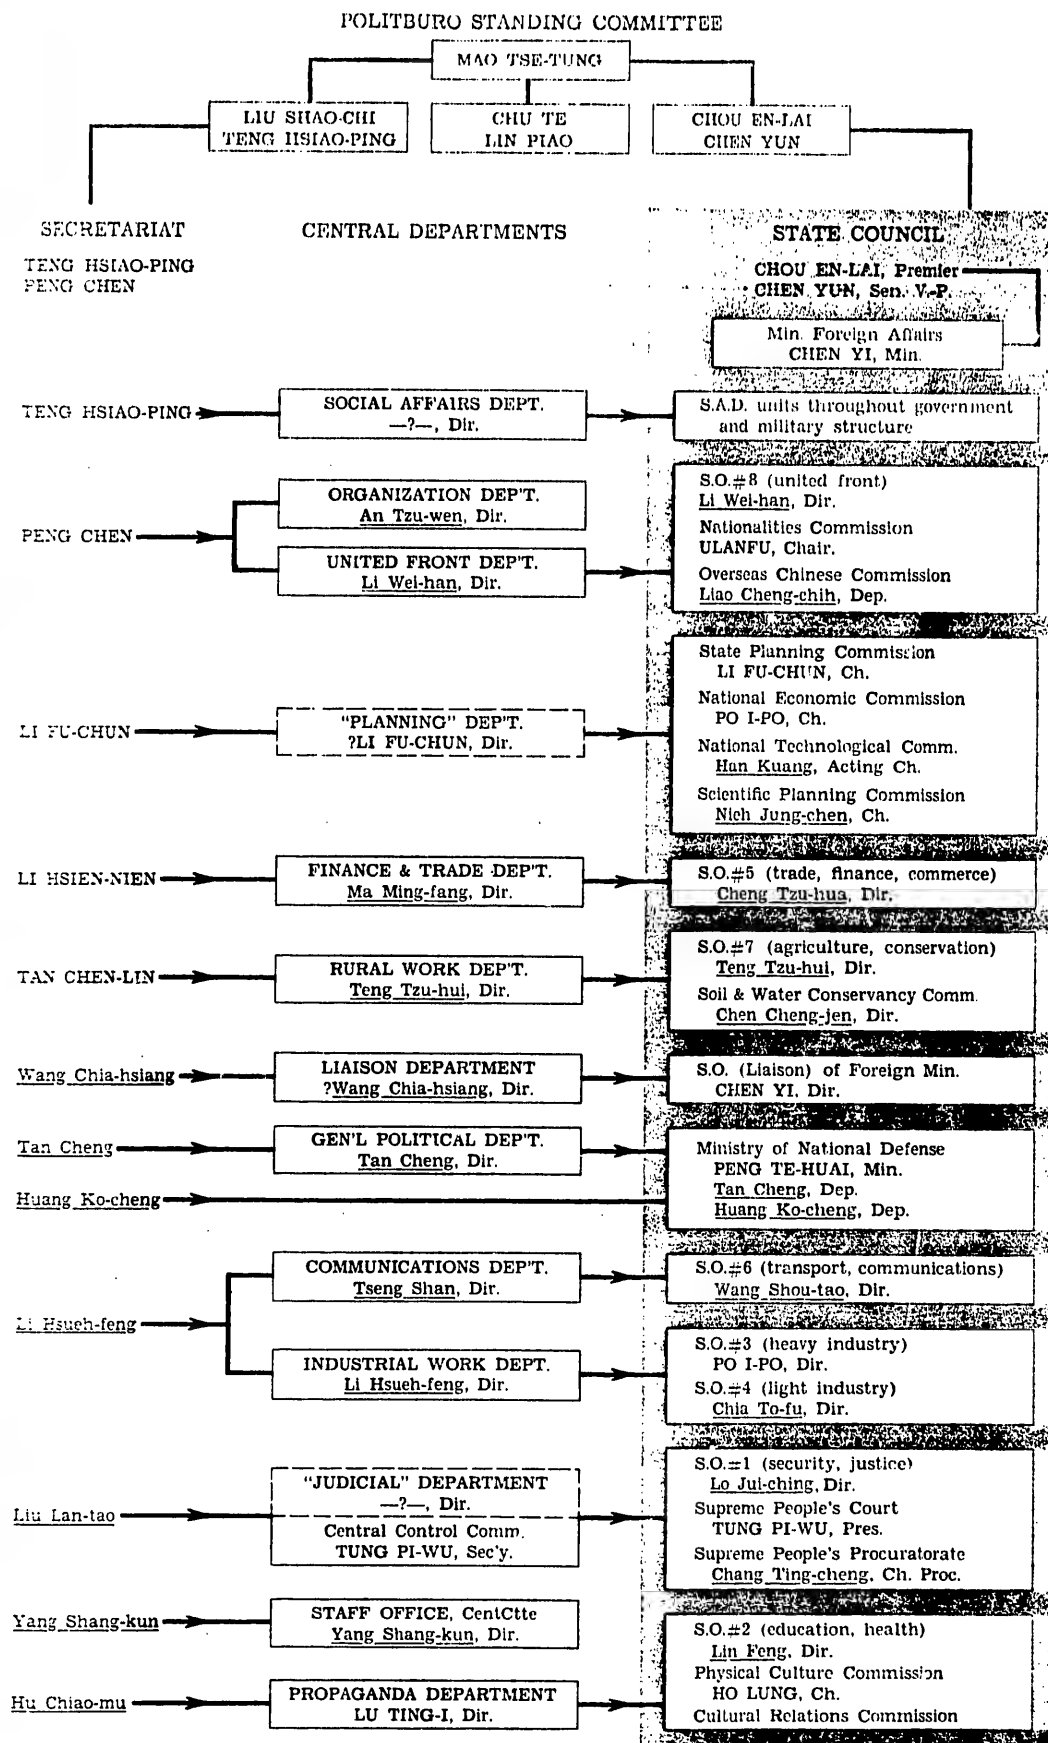 POLITBURO STANDING COMMITTEE
MAO TSE-TUNG
LIU SHAO-CHI
TENG HSIAO-PING
CHU TE
LIN PIAO
CHOU EN-LAI
CHEN YUN
SECRETARIAT
TENG HSIAO-PING
PENG CHEN
CENTRAL DEPARTMENTS
STATE COUNCIL
CHOU EN-LAI, Premier
CHEN YUN, Sen. V.-P.
Min. Foreign Affairs
CHEN YI, Min.
TENG HSIAO-PING
SOCIAL AFFAIRS DEPT.
—?—, Dir.
S.A.D. units throughout government
and military structure
PENG CHEN
ORGANIZATION DEP'T.
An Tzu-wen, Dir.
UNITED FRONT DEP'T.
Li Wei-han, Dir.
S.O.#8 (united front)
Li Wei-han, Dir.
Nationalities Commission
ULANFU, Chair.
Overseas Chinese Commission
Liao Cheng-chih, Dep.
LI FU-CHUN
"PLANNING" DEP'T.
?LI FU-CHUN, Dir.
State Planning Commission
LI FU-CHUN, Ch.
National Economic Commission
PO I-PO, Ch.
National Technological Comm.
Han Kuang, Acting Ch.
Scientific Planning Commission
Nieh Jung-chen, Ch.
LI HSIEN-NIEN
FINANCE & TRADE DEP'T.
Ma Ming-fang, Dir.
S.O.#5 (trade, finance, commerce)
Cheng Tzu-hua, Dir.
TAN CHEN-LIN
RURAL WORK DEP'T.
Teng Tzu-hui, Dir.
S.O.#7 (agriculture, conservation)
Teng Tzu-hui, Dir.
Soil & Water Conservancy Comm.
Chen Cheng-jen, Dir.
Wang Chia-hsiang
LIAISON DEPARTMENT
?Wang Chia-hsiang, Dir.
S.O. (Liaison) of Foreign Min.
CHEN YI, Dir.
Tan Cheng
GEN'L POLITICAL DEP'T.
Tan Cheng, Dir.
Huang Ko-cheng
Ministry of National Defense
PENG TE-HUAI, Min.
Tan Cheng, Dep.
Huang Ko-cheng, Dep.
Li Hsueh-feng
COMMUNICATIONS DEP'T.
Tseng Shan, Dir.
S.O.#6 (transport, communications)
Wang Shou-tao, Dir.
INDUSTRIAL WORK DEPT.
Li Hsueh-feng, Dir.
S.O.#3 (heavy industry)
PO I-PO, Dir.
S.O.#4 (light industry)
Chia To-fu, Dir.
Liu Lan-tao
"JUDICIAL" DEPARTMENT
—?—, Dir.
Central Control Comm.
TUNG PI-WU, Sec'y.
S.O.#1 (security, justice)
Lo Jui-ching, Dir.
Supreme People's Court
TUNG PI-WU, Pres.
Supreme People's Procuratorate
Chang Ting-cheng, Ch. Proc.
Yang Shang-kun
STAFF OFFICE, CentCtte
Yang Shang-kun, Dir.
Hu Chiao-mu
PROPAGANDA DEPARTMENT
LU TING-I, Dir.
S.O.#2 (education, health)
Lin Feng, Dir.
Physical Culture Commission
HO LUNG, Ch.
Cultural Relations Commission